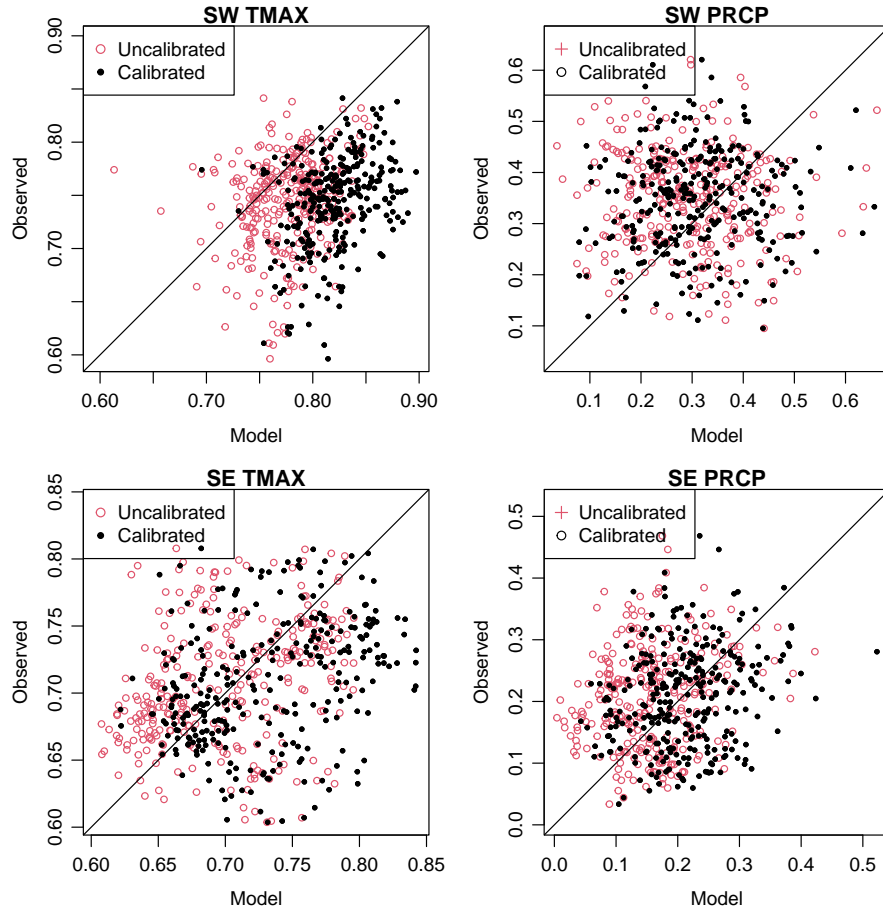 SW TMAX
Uncalibrated
Calibrated
0.60 0.70 0.80 0.90
Observed
0.60 0.70 0.80 0.90
Model
SW PRCP
Uncalibrated
Calibrated
0.1 0.2 0.3 0.4 0.5 0.6
Observed
0.1 0.2 0.3 0.4 0.5 0.6
Model
SE TMAX
Uncalibrated
Calibrated
0.60 0.65 0.70 0.75 0.80 0.85
Observed
0.60 0.65 0.70 0.75 0.80 0.85
Model
SE PRCP
Uncalibrated
Calibrated
0.0 0.1 0.2 0.3 0.4 0.5
Observed
0.0 0.1 0.2 0.3 0.4 0.5
Model